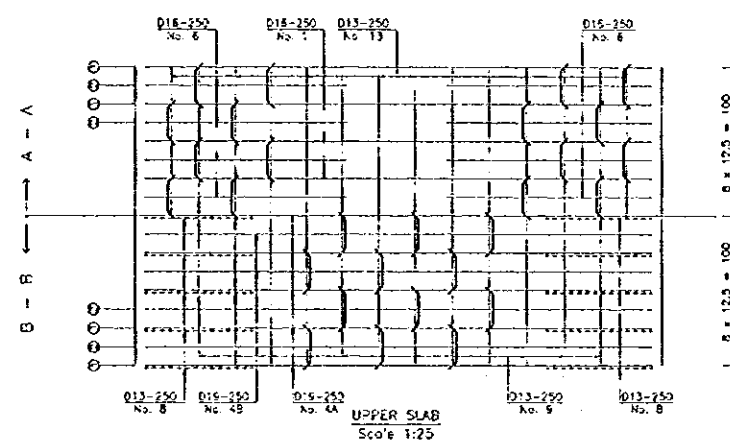 D16-250 D16-250 D13-250 D16-250
No. 6 No. 1 No. 13 No. 6
A - A
B - B
8 x 12.5 = 100
8 x 12.5 = 100
D13-250 D19-250 D19-250 D13-250 D13-250
No. 8 No. 4B No. 4A No. 9 No. 8
UPPER SLAB
Scale 1:25